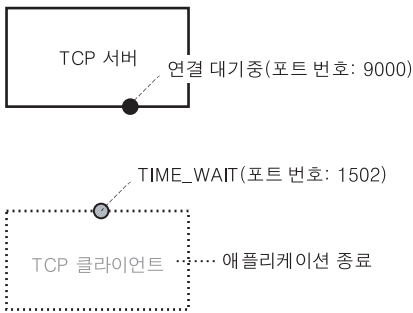 TCP 서버
연결 대기중(포트 번호: 9000)
TIME_WAIT(포트 번호: 1502)
TCP 클라이언트
애플리케이션 종료